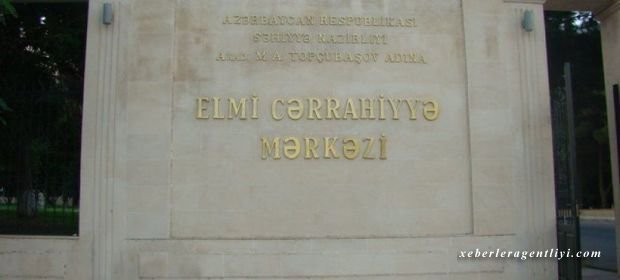 AZƏRBAYCAN RESPUBLİKASI
SƏHİYYƏ NAZİRLİYİ
AKAD. M. A. TOPÇUBAŞOV ADINA
ELMİ CƏRRAHİYYƏ
MƏRKƏZİ
xeberleragentliyi.com